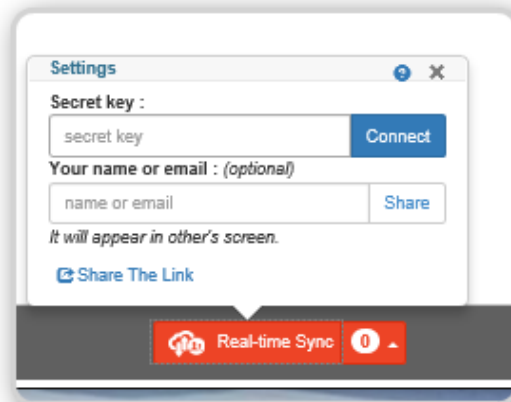 Settings
Secret key :
secret key
Connect
Your name or email : (optional)
name or email
Share
It will appear in other's screen.
Share The Link
Real-time Sync 0